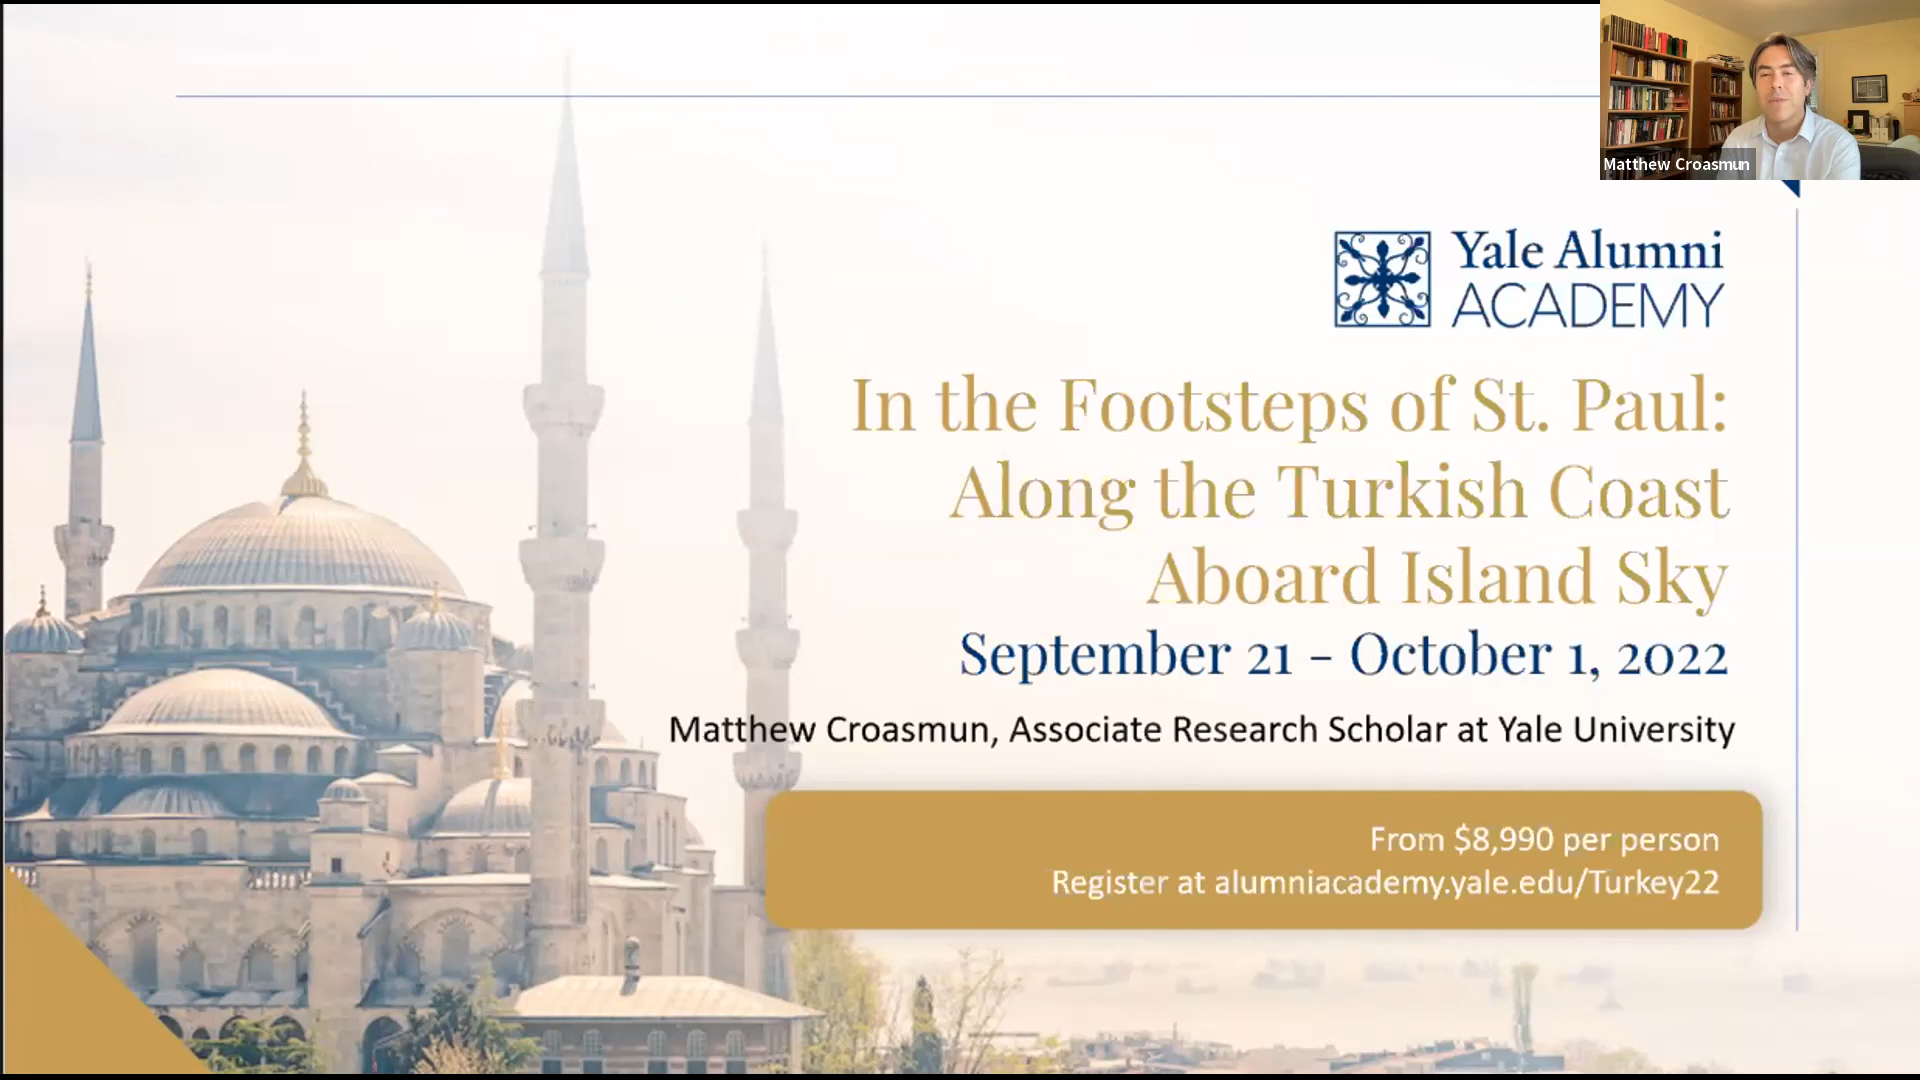 Matthew Croasmun
Yale Alumni
ACADEMY
In the Footsteps of St. Paul:
Along the Turkish Coast
Aboard Island Sky
September 21 - October 1, 2022
Matthew Croasmun, Associate Research Scholar at Yale University
From $8,990 per person
Register at alumniacademy.yale.edu/Turkey22